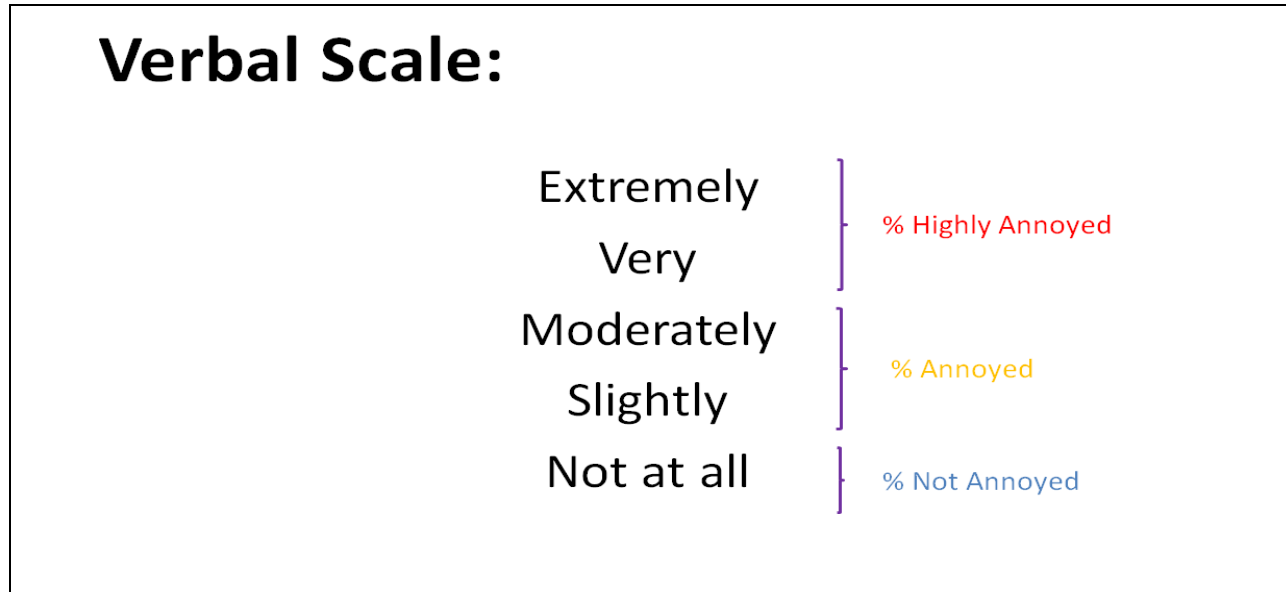 Verbal Scale:
Extremely
Very
% Highly Annoyed
Moderately
Slightly
% Annoyed
Not at all
% Not Annoyed